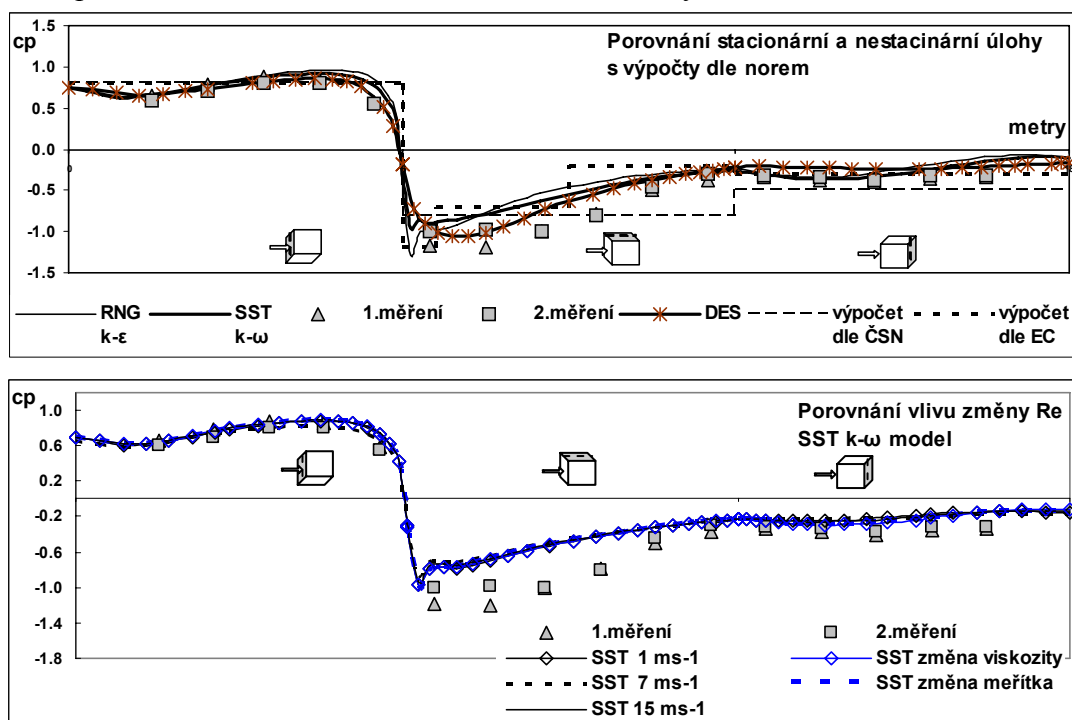 cp
1.5
1.0
0.5
0.0
-0.5
-1.0
-1.5
Porovnání stacionární a nestacinární úlohy
s výpočty dle norem
metry
0
RNG k-ε
SST k-ω
1.měření
2.měření
DES
výpočet dle ČSN
výpočet dle EC
cp
1.0
0.6
0.2
-0.2
-0.6
-1.0
-1.4
-1.8
Porovnání vlivu změny Re
SST k-ω model
1.měření
2.měření
SST 1 ms-1
SST změna viskozity
SST 7 ms-1
SST změna meřítka
SST 15 ms-1